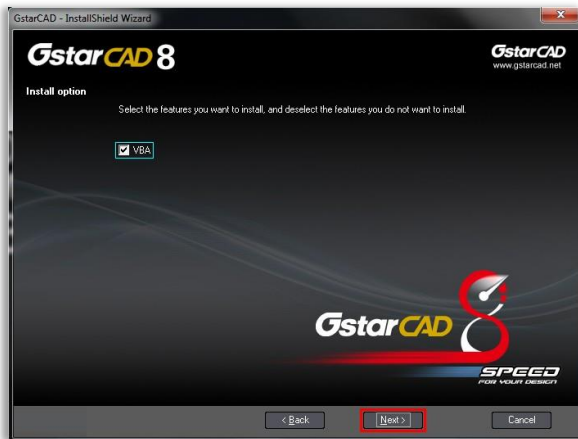 GstarCAD - InstallShield Wizard
GstarCAD 8
GstarCAD
www.gstarcad.net
Install option
Select the features you want to install, and deselect the features you do not want to install.
VBA
GstarCAD 8
SPEED
FOR YOUR DESIGN
< Back
Next >
Cancel